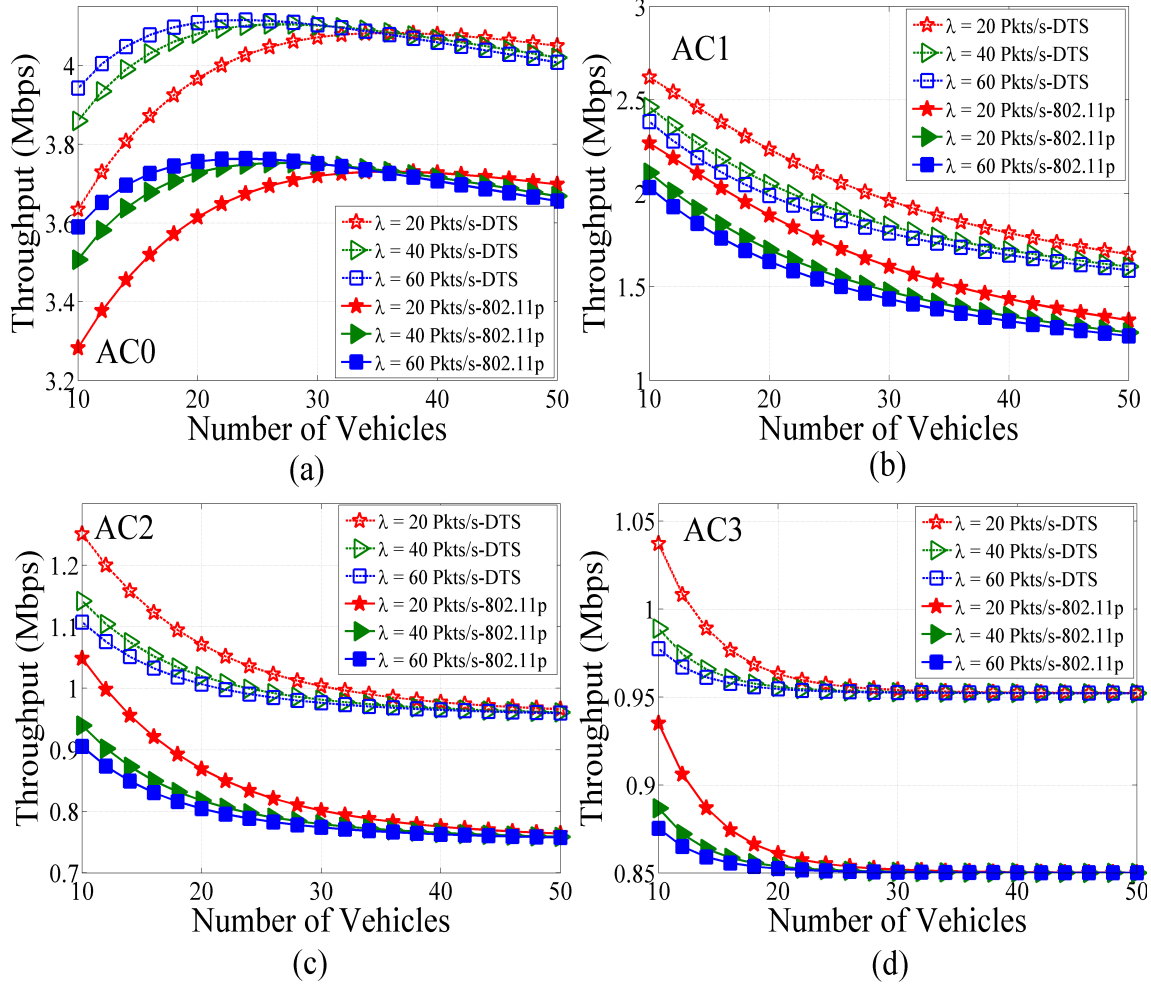 4
3.8
3.6
3.4
3.2
10
20
30
40
50
Throughput (Mbps)
Number of Vehicles
AC0
λ = 20 Pkts/s-DTS
λ = 40 Pkts/s-DTS
λ = 60 Pkts/s-DTS
λ = 20 Pkts/s-802.11p
λ = 40 Pkts/s-802.11p
λ = 60 Pkts/s-802.11p
(a)
3
2.5
2
1.5
1
10
20
30
40
50
Throughput (Mbps)
Number of Vehicles
AC1
λ = 20 Pkts/s-DTS
λ = 40 Pkts/s-DTS
λ = 60 Pkts/s-DTS
λ = 20 Pkts/s-802.11p
λ = 20 Pkts/s-802.11p
λ = 60 Pkts/s-802.11p
(b)
1.2
1.1
1
0.9
0.8
0.7
10
20
30
40
50
Throughput (Mbps)
Number of Vehicles
AC2
λ = 20 Pkts/s-DTS
λ = 40 Pkts/s-DTS
λ = 60 Pkts/s-DTS
λ = 20 Pkts/s-802.11p
λ = 40 Pkts/s-802.11p
λ = 60 Pkts/s-802.11p
(c)
1.05
1
0.95
0.9
0.85
10
20
30
40
50
Throughput (Mbps)
Number of Vehicles
AC3
λ = 20 Pkts/s-DTS
λ = 40 Pkts/s-DTS
λ = 60 Pkts/s-DTS
λ = 20 Pkts/s-802.11p
λ = 40 Pkts/s-802.11p
λ = 60 Pkts/s-802.11p
(d)